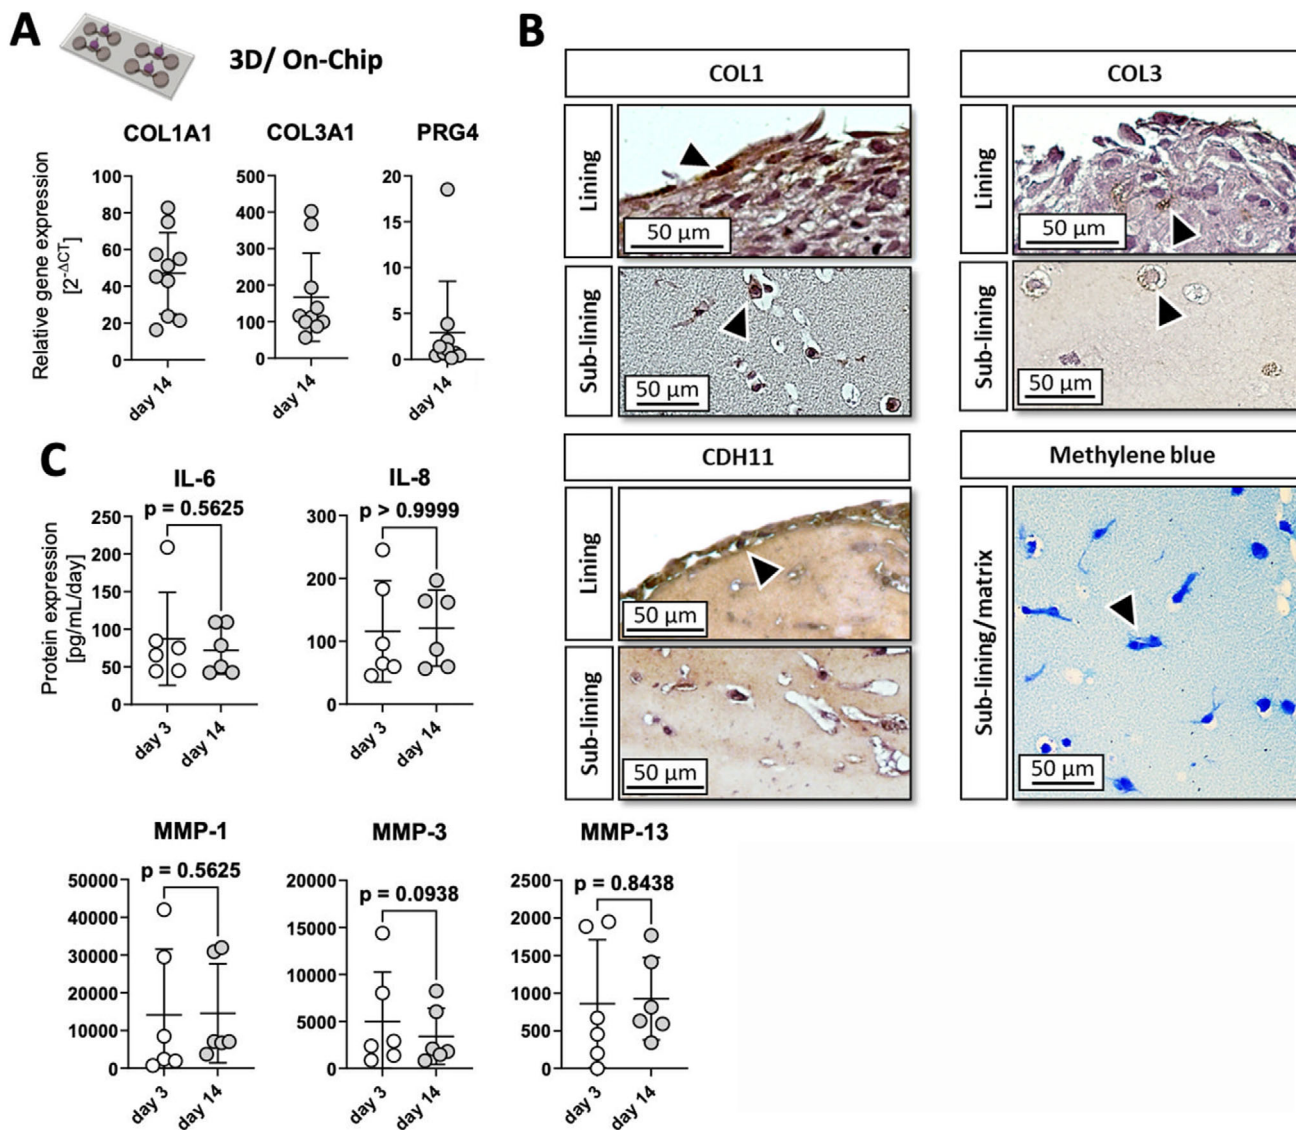 A
3D/ On-Chip
COL1A1
COL3A1
PRG4
Relative gene expression
[2^-ΔCT]
100
80
60
40
20
0
day 14
500
400
300
200
100
0
day 14
20
15
10
5
0
day 14
B
COL1
Lining
50 µm
Sub-lining
50 µm
COL3
Lining
50 µm
Sub-lining
50 µm
CDH11
Lining
50 µm
Sub-lining
50 µm
Methylene blue
Sub-lining/matrix
50 µm
C
Protein expression
[pg/mL/day]
IL-6
p = 0.5625
250
200
150
100
50
0
day 3
day 14
IL-8
p > 0.9999
300
200
100
0
day 3
day 14
MMP-1
p = 0.5625
50000
40000
30000
20000
10000
0
day 3
day 14
MMP-3
p = 0.0938
20000
15000
10000
5000
0
day 3
day 14
MMP-13
p = 0.8438
2500
2000
1500
1000
500
0
day 3
day 14